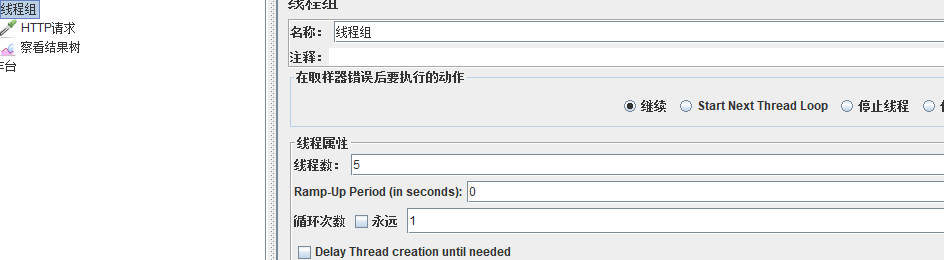 线程组
HTTP请求
察看结果树
作台
线程组
名称： 线程组
注释：
在取样器错误后要执行的动作
继续 Start Next Thread Loop 停止线程
线程属性
线程数： 5
Ramp-Up Period (in seconds): 0
循环次数 永远 1
Delay Thread creation until needed